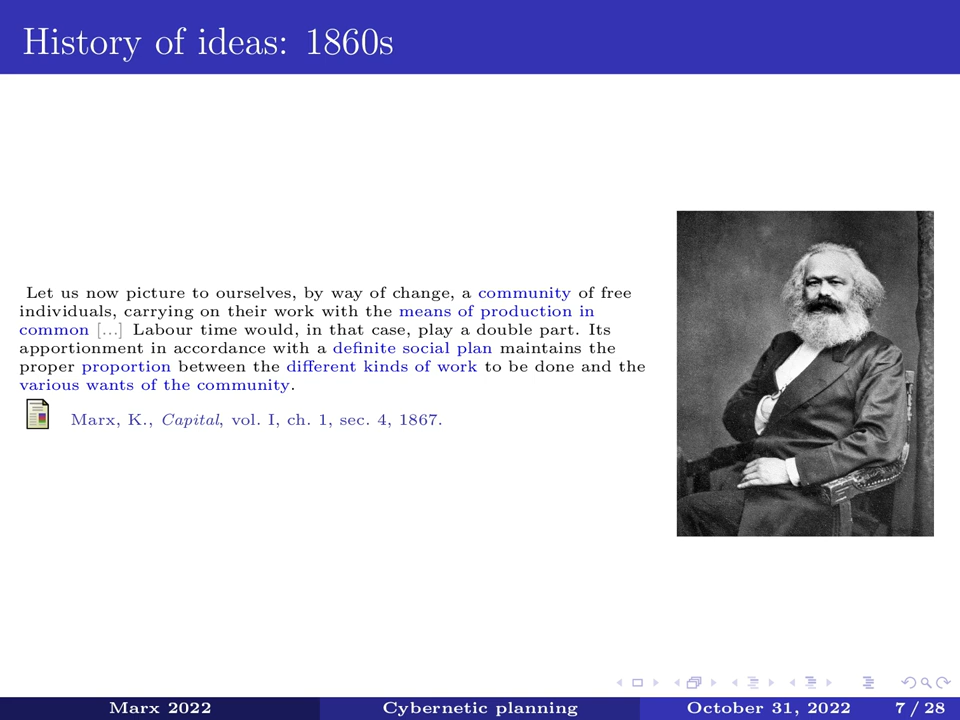 History of ideas: 1860s
Let us now picture to ourselves, by way of change, a community of free
individuals, carrying on their work with the means of production in
common [...] Labour time would, in that case, play a double part. Its
apportionment in accordance with a definite social plan maintains the
proper proportion between the different kinds of work to be done and the
various wants of the community.
Marx, K., Capital, vol. I, ch. 1, sec. 4, 1867.
Marx 2022 Cybernetic planning October 31, 2022 7 / 28